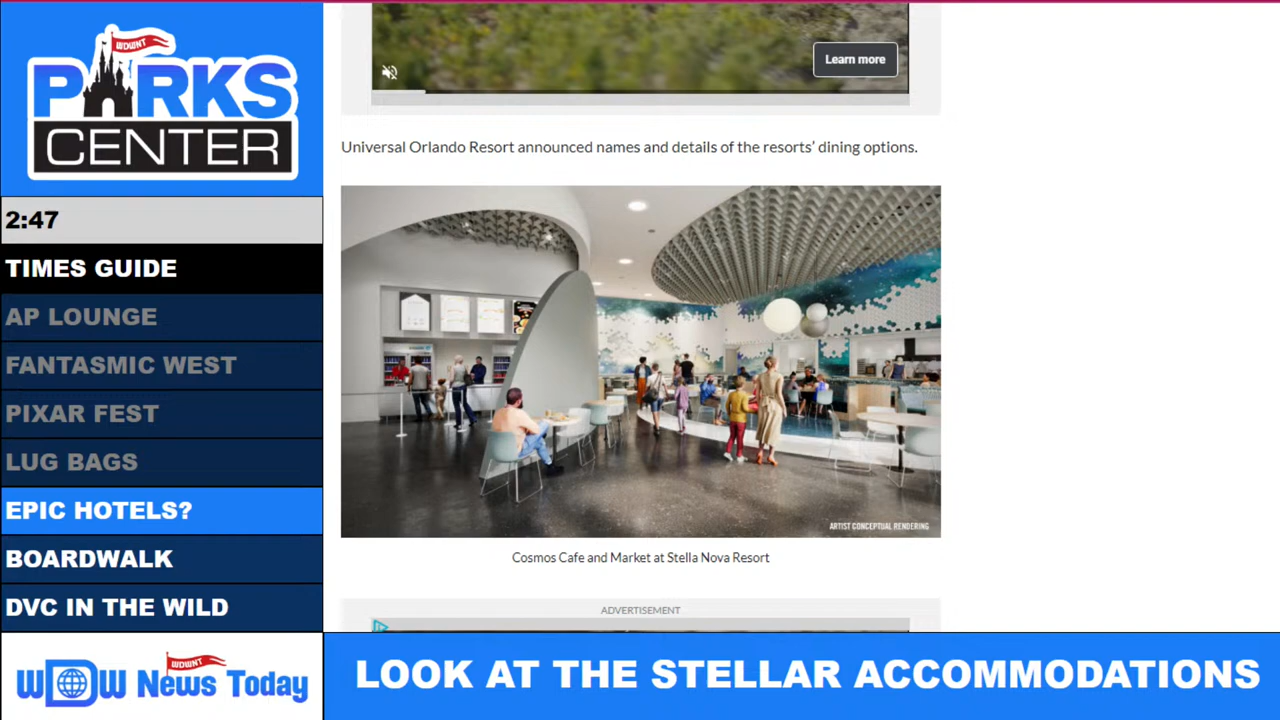 WDWNT
PARKS
CENTER
2:47
TIMES GUIDE
AP LOUNGE
FANTASMIC WEST
PIXAR FEST
LUG BAGS
EPIC HOTELS?
BOARDWALK
DVC IN THE WILD
WDWNT
WDW News Today
Learn more
Universal Orlando Resort announced names and details of the resorts' dining options.
ARTIST CONCEPTUAL RENDERING
Cosmos Cafe and Market at Stella Nova Resort
ADVERTISEMENT
LOOK AT THE STELLAR ACCOMMODATIONS